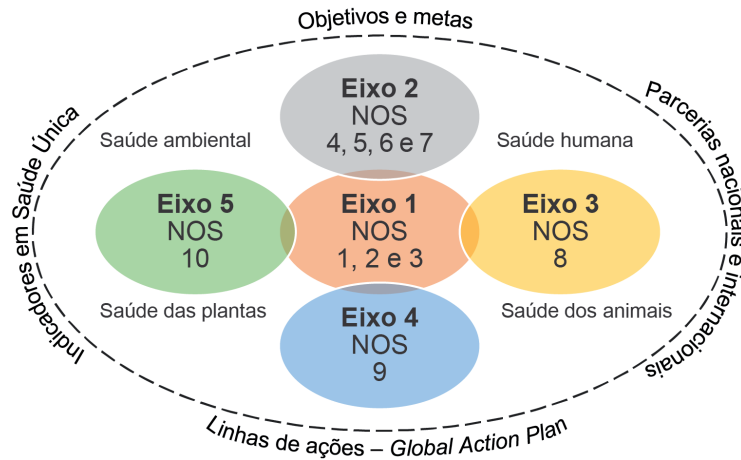 Objetivos e metas
Eixo 2
NOS
4, 5, 6 e 7
Saúde ambiental
Saúde humana
Indicadores em Saúde Única
Parcerias nacionais e internacionais
Eixo 5
NOS
10
Eixo 1
NOS
1, 2 e 3
Eixo 3
NOS
8
Saúde das plantas
Saúde dos animais
Eixo 4
NOS
9
Linhas de ações – Global Action Plan